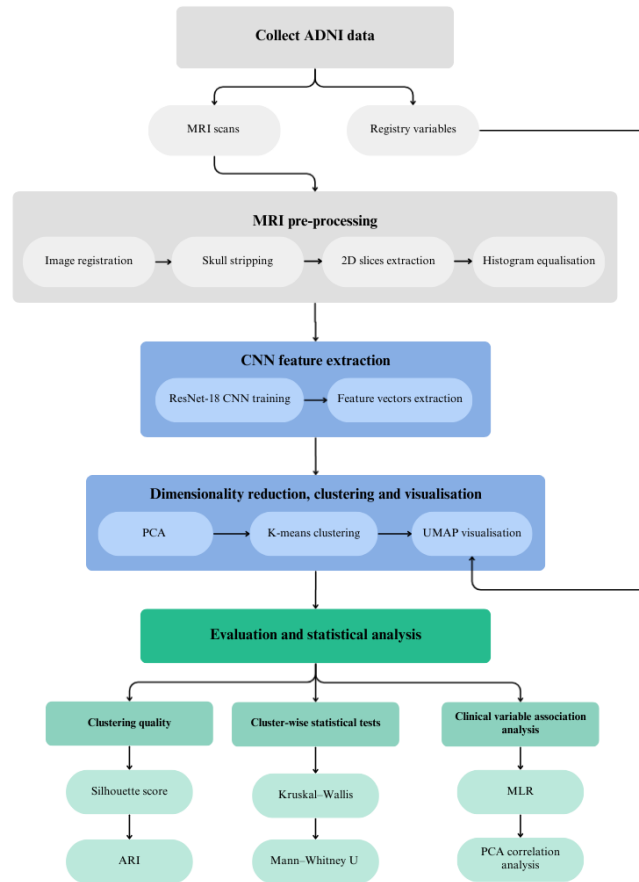 Collect ADNI data
MRI scans
Registry variables
MRI pre-processing
Image registration
Skull stripping
2D slices extraction
Histogram equalisation
CNN feature extraction
ResNet-18 CNN training
Feature vectors extraction
Dimensionality reduction, clustering and visualisation
PCA
K-means clustering
UMAP visualisation
Evaluation and statistical analysis
Clustering quality
Cluster-wise statistical tests
Clinical variable association
analysis
Silhouette score
Kruskal–Wallis
MLR
ARI
Mann–Whitney U
PCA correlation
analysis